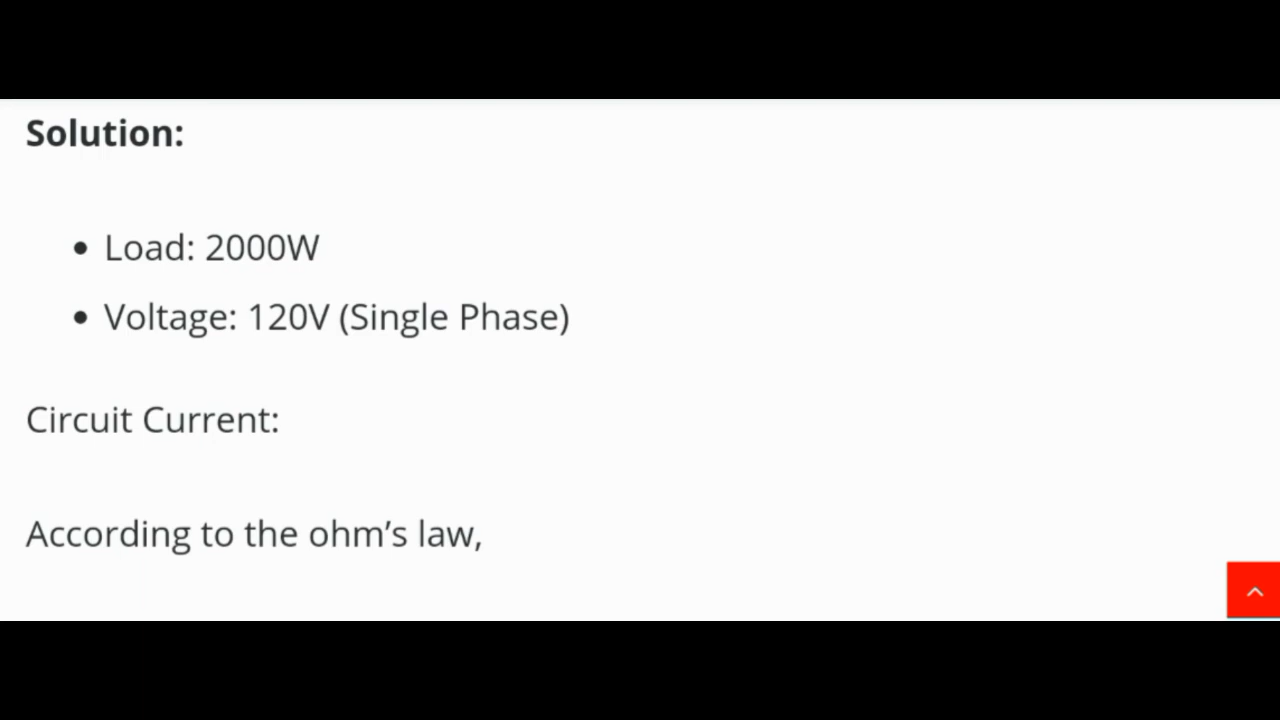 Solution:
• Load: 2000W
• Voltage: 120V (Single Phase)
Circuit Current:
According to the ohm’s law,